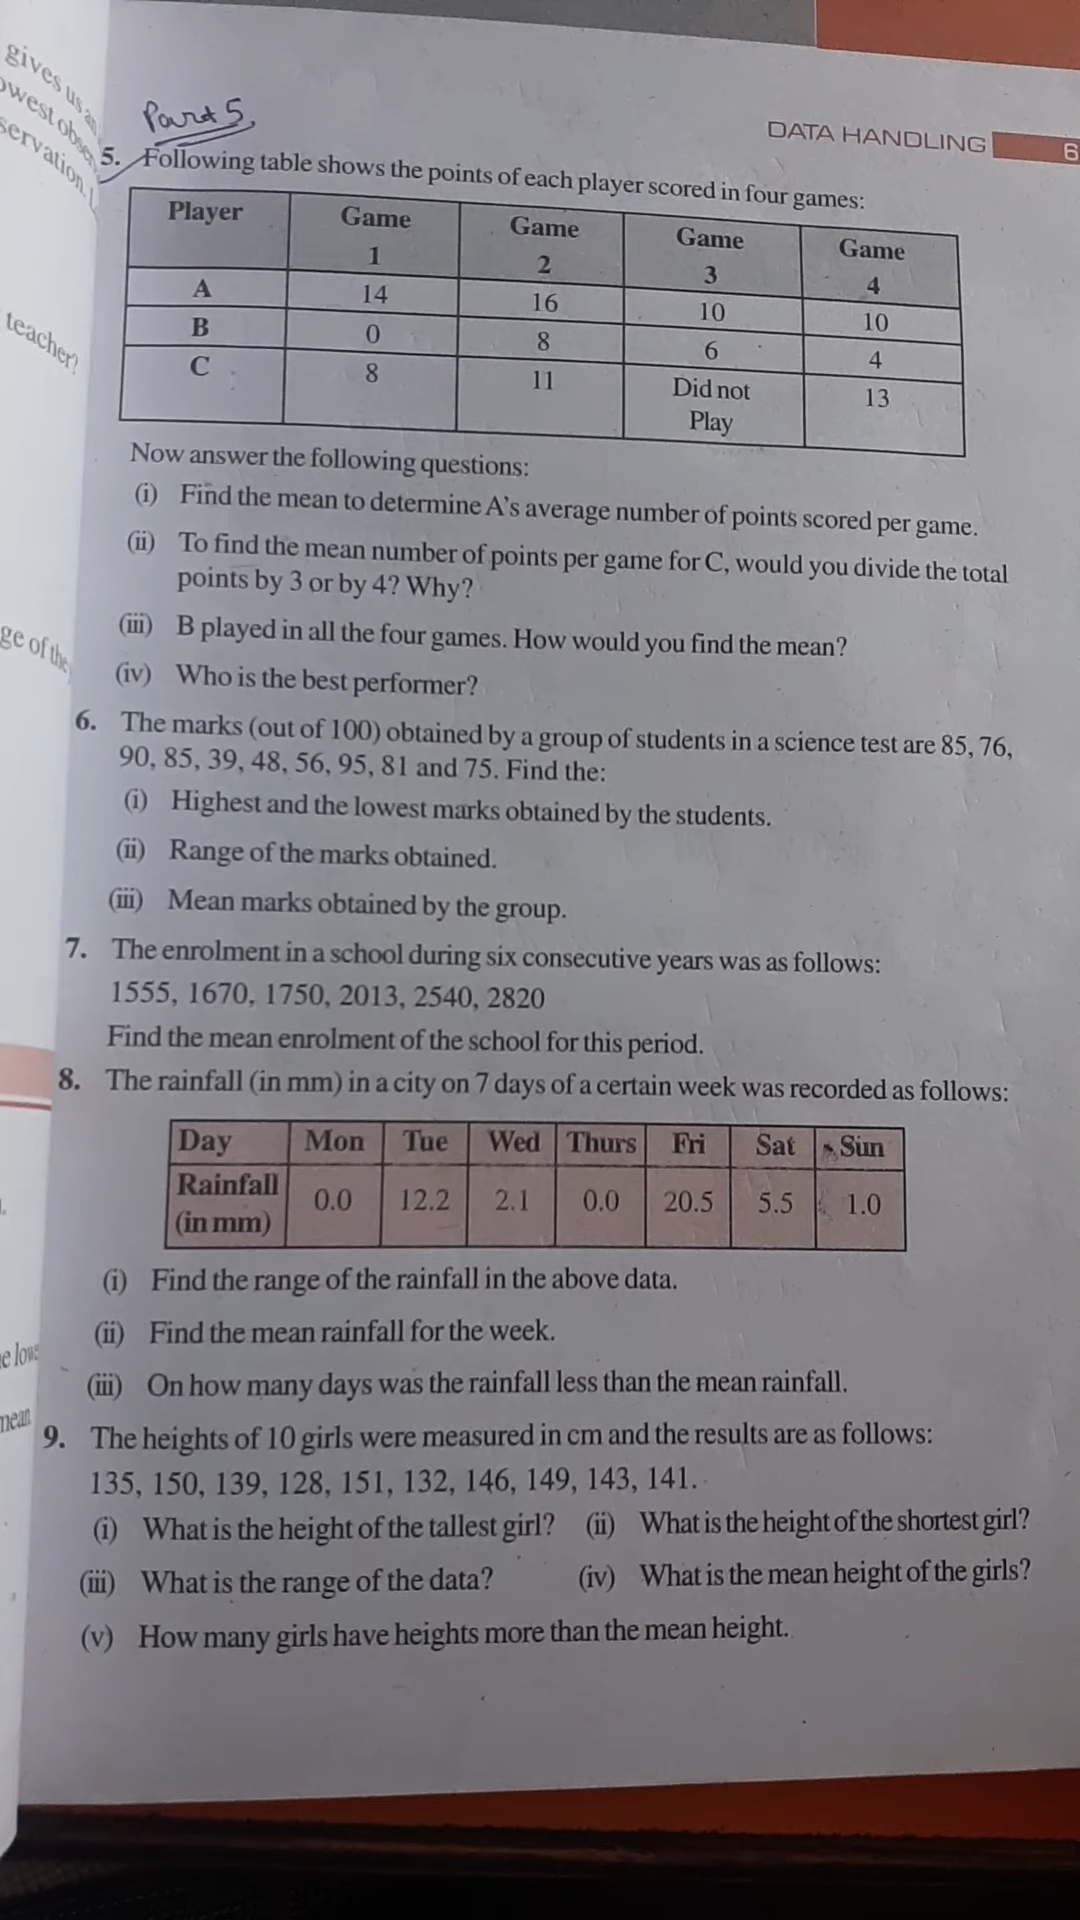 gives us an
owest obser
servation.
teacher?
ge of the
mean
Part 5
DATA HANDLING 6
5. Following table shows the points of each player scored in four games:
Player Game 1 Game 2 Game 3 Game 4
A 14 16 10 10
B 0 8 6 4
C 8 11 Did not Play 13
Now answer the following questions:
(i) Find the mean to determine A's average number of points scored per game.
(ii) To find the mean number of points per game for C, would you divide the total
points by 3 or by 4? Why?
(iii) B played in all the four games. How would you find the mean?
(iv) Who is the best performer?
6. The marks (out of 100) obtained by a group of students in a science test are 85, 76,
90, 85, 39, 48, 56, 95, 81 and 75. Find the:
(i) Highest and the lowest marks obtained by the students.
(ii) Range of the marks obtained.
(iii) Mean marks obtained by the group.
7. The enrolment in a school during six consecutive years was as follows:
1555, 1670, 1750, 2013, 2540, 2820
Find the mean enrolment of the school for this period.
8. The rainfall (in mm) in a city on 7 days of a certain week was recorded as follows:
Day Mon Tue Wed Thurs Fri Sat Sun
Rainfall (in mm) 0.0 12.2 2.1 0.0 20.5 5.5 1.0
(i) Find the range of the rainfall in the above data.
(ii) Find the mean rainfall for the week.
(iii) On how many days was the rainfall less than the mean rainfall.
9. The heights of 10 girls were measured in cm and the results are as follows:
135, 150, 139, 128, 151, 132, 146, 149, 143, 141.
(i) What is the height of the tallest girl? (ii) What is the height of the shortest girl?
(iii) What is the range of the data? (iv) What is the mean height of the girls?
(v) How many girls have heights more than the mean height.